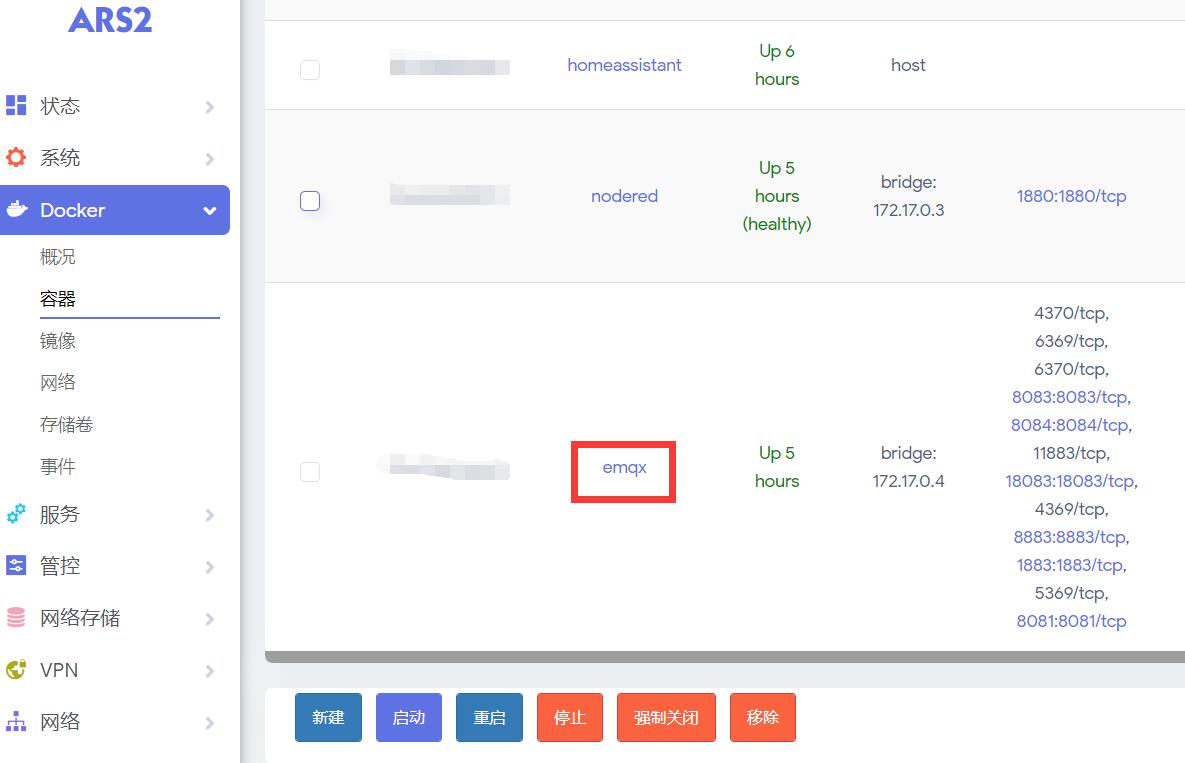 ARS2
状态
系统
Docker
概况
容器
镜像
网络
存储卷
事件
服务
管控
网络存储
VPN
网络
homeassistant
Up 6
hours
host
nodered
Up 5
hours
(healthy)
bridge:
172.17.0.3
1880:1880/tcp
emqx
Up 5
hours
bridge:
172.17.0.4
4370/tcp,
6369/tcp,
6370/tcp,
8083:8083/tcp,
8084:8084/tcp,
11883/tcp,
18083:18083/tcp,
4369/tcp,
8883:8883/tcp,
1883:1883/tcp,
5369/tcp,
8081:8081/tcp
新建
启动
重启
停止
强制关闭
移除